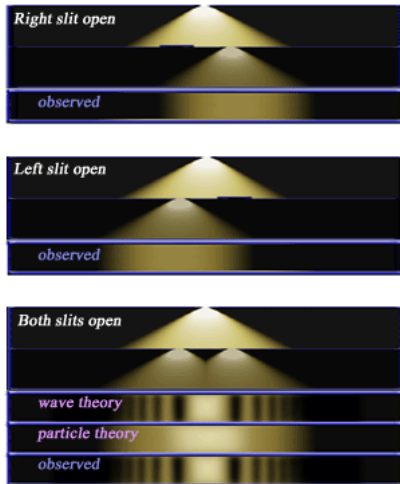 Right slit open
observed
Left slit open
observed
Both slits open
wave theory
particle theory
observed